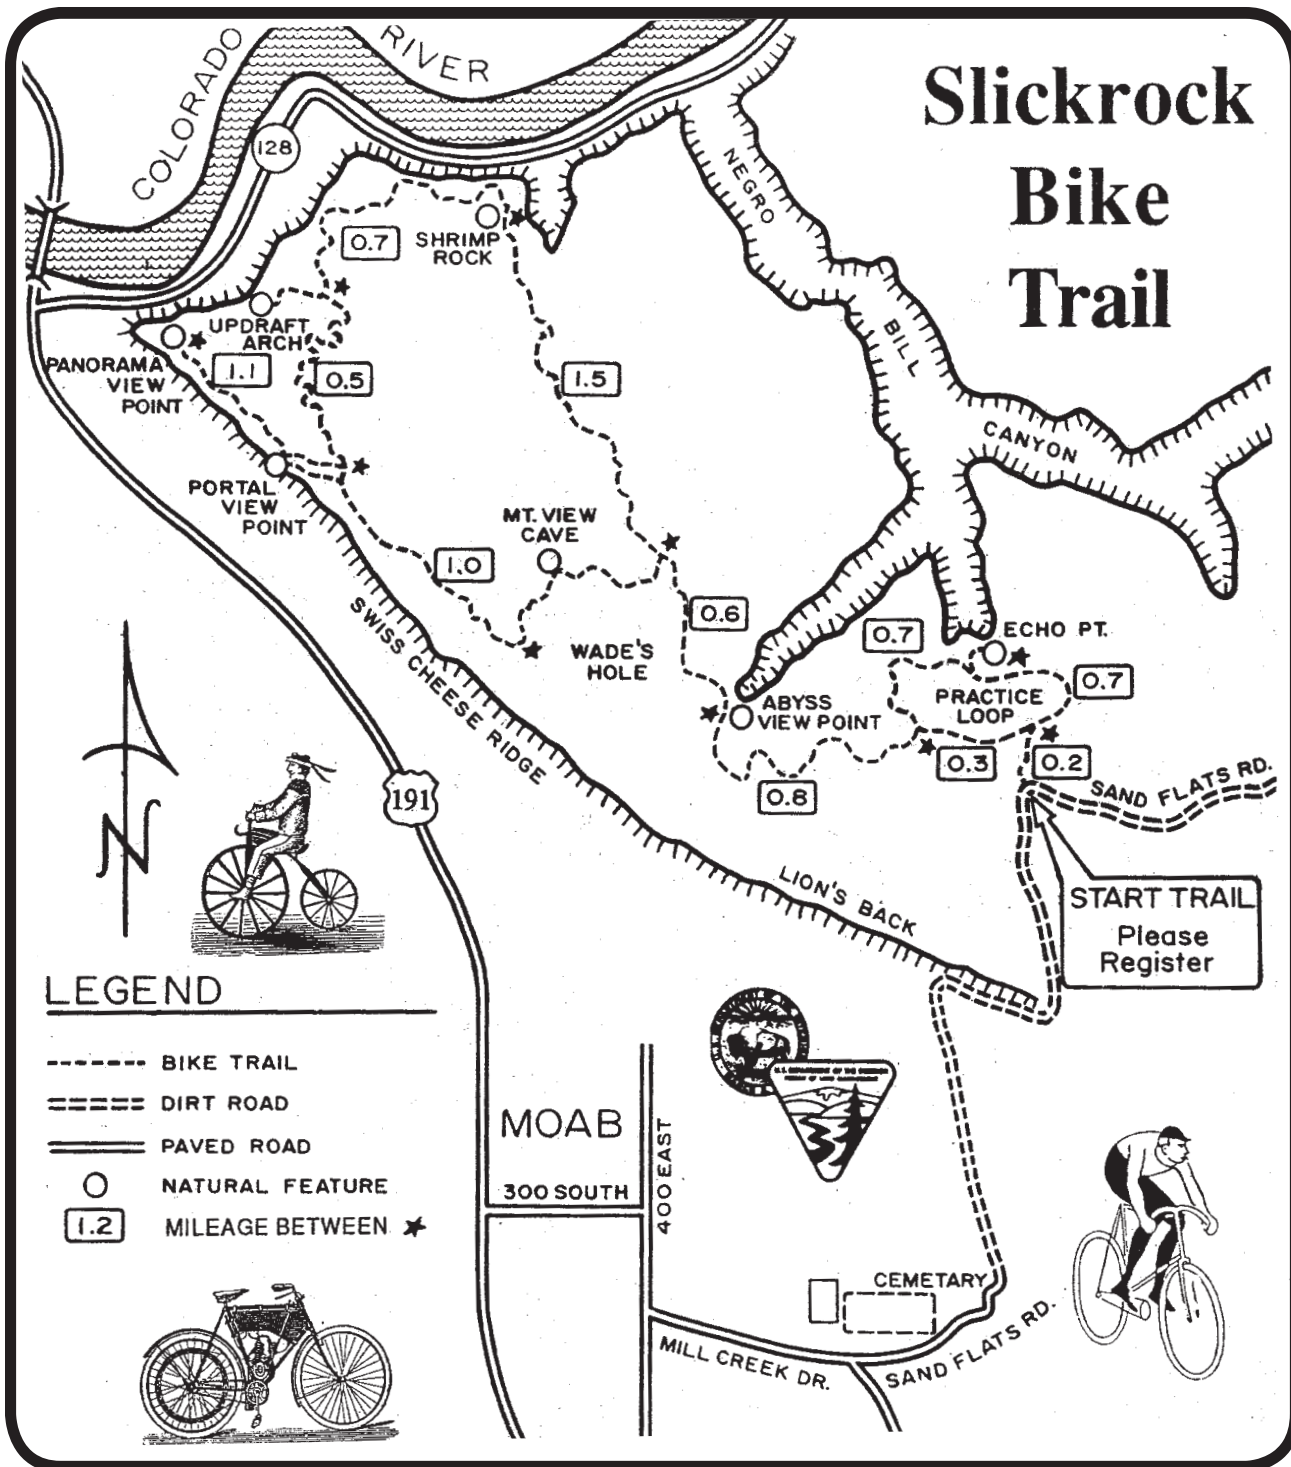 Slickrock
Bike
Trail
COLORADO
RIVER
128
NEGRO
BILL
CANYON
0.7
SHRIMP
ROCK
UPDRAFT
ARCH
PANORAMA
VIEW
POINT
1.1
0.5
1.5
PORTAL
VIEW
POINT
MT. VIEW
CAVE
1.0
SWISS CHEESE RIDGE
WADE'S
HOLE
0.6
0.7
ECHO PT.
0.7
PRACTICE
LOOP
ABYSS
VIEW POINT
0.3
0.2
0.8
SAND FLATS RD.
191
N
LION'S BACK
START TRAIL
Please
Register
LEGEND
BIKE TRAIL
DIRT ROAD
PAVED ROAD
NATURAL FEATURE
1.2
MILEAGE BETWEEN
MOAB
300 SOUTH
400 EAST
CEMETARY
MILL CREEK DR.
SAND FLATS RD.